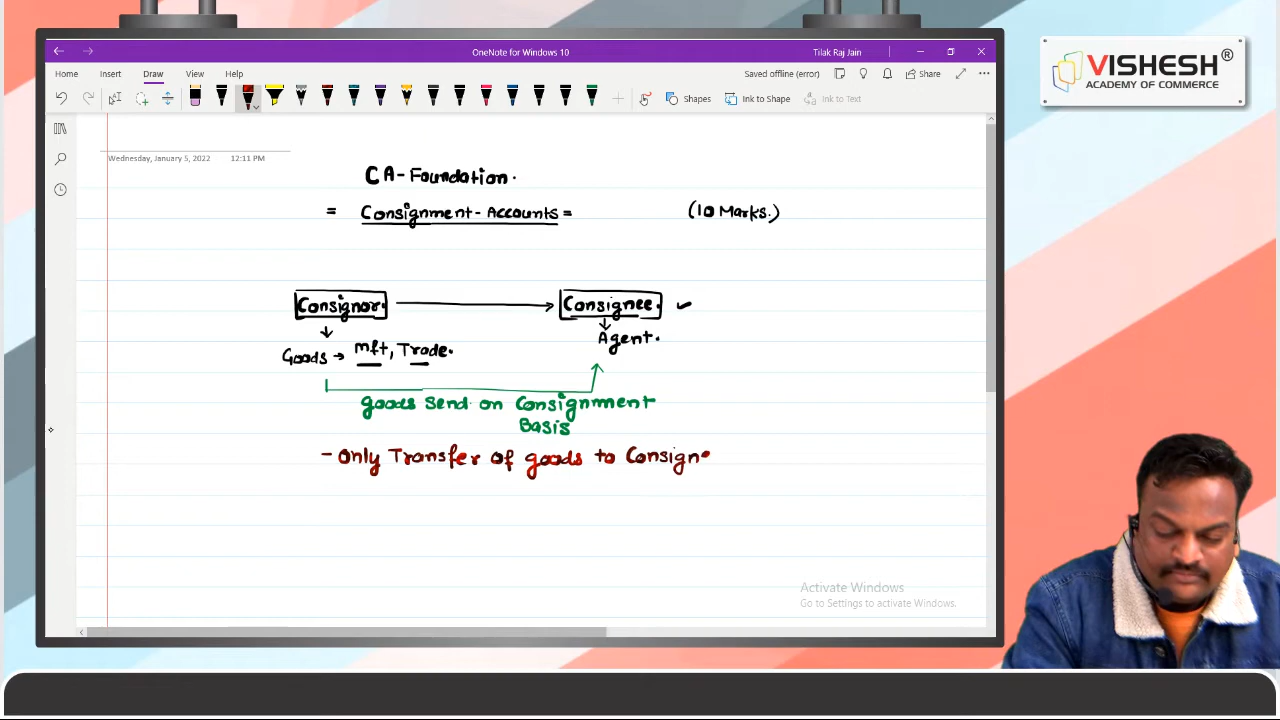 OneNote for Windows 10
Tilak Raj Jain
Home Insert Draw View Help
Saved offline (error)
Share
Shapes
Ink to Shape
Ink to Text
VISHESH®
ACADEMY OF COMMERCE
Wednesday, January 5, 2022 12:11 PM
CA-Foundation.
= Consignment-Accounts = (10 Marks.)
Consignor. → Consignee.
↓ ↓
Agent.
Goods → mft, Trade.
goods send on Consignment
Basis
- Only Transfer of goods to Consign
Activate Windows
Go to Settings to activate Windows.